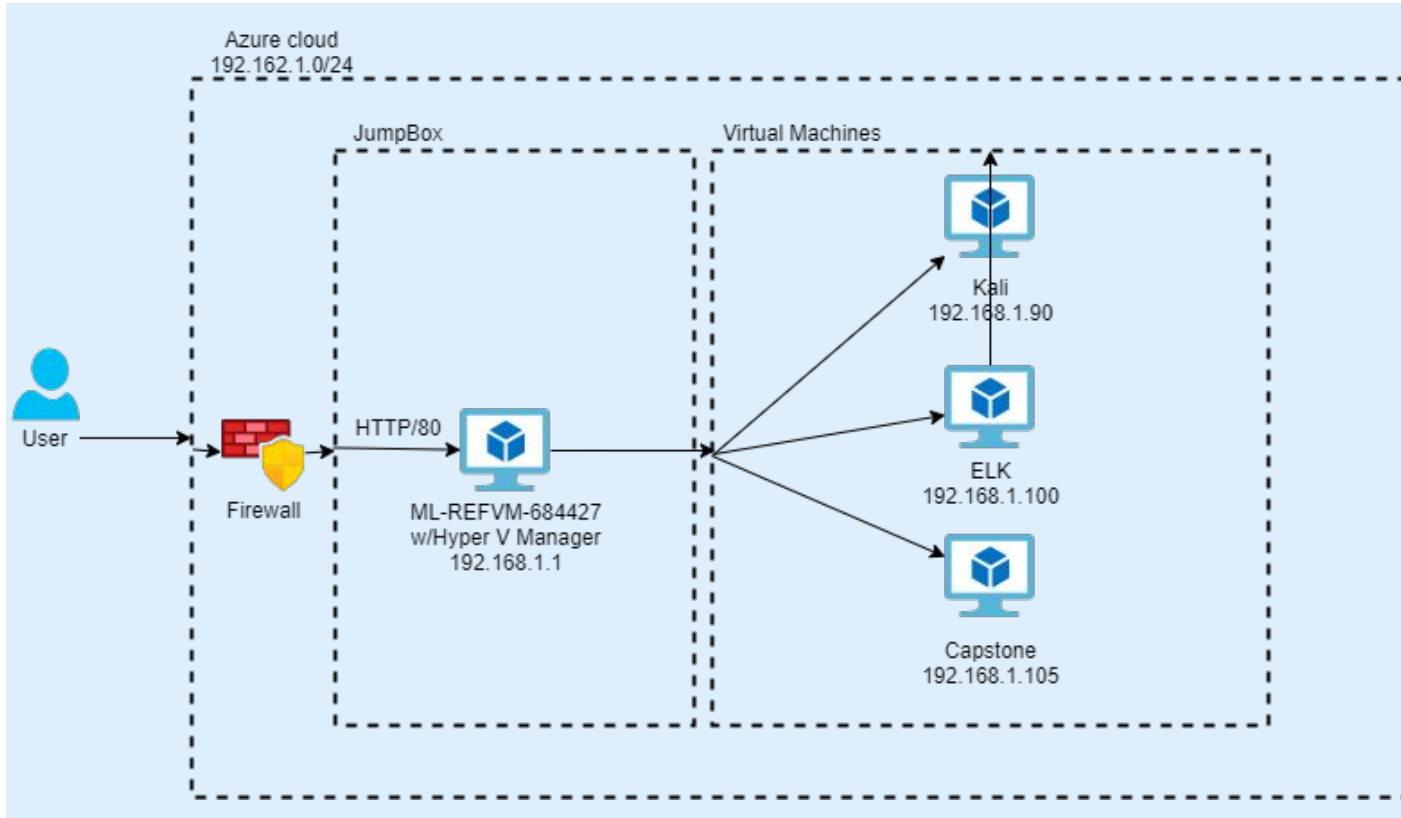 Azure cloud
192.162.1.0/24
JumpBox
Virtual Machines
Kali
192.168.1.90
HTTP/80
User
Firewall
ML-REFVM-684427
w/Hyper V Manager
192.168.1.1
ELK
192.168.1.100
Capstone
192.168.1.105